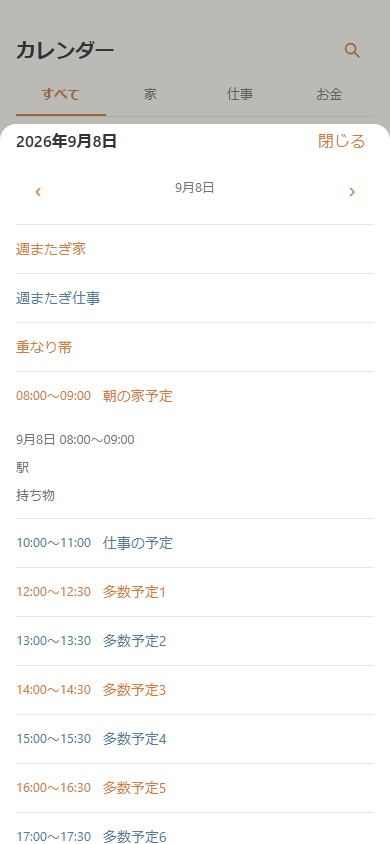 カレンダー
すべて 家 仕事 お金
2026年9月8日 閉じる
‹ 9月8日 ›
週またぎ家
週またぎ仕事
重なり帯
08:00〜09:00 朝の家予定
9月8日 08:00〜09:00
駅
持ち物
10:00〜11:00 仕事の予定
12:00〜12:30 多数予定1
13:00〜13:30 多数予定2
14:00〜14:30 多数予定3
15:00〜15:30 多数予定4
16:00〜16:30 多数予定5
17:00〜17:30 多数予定6